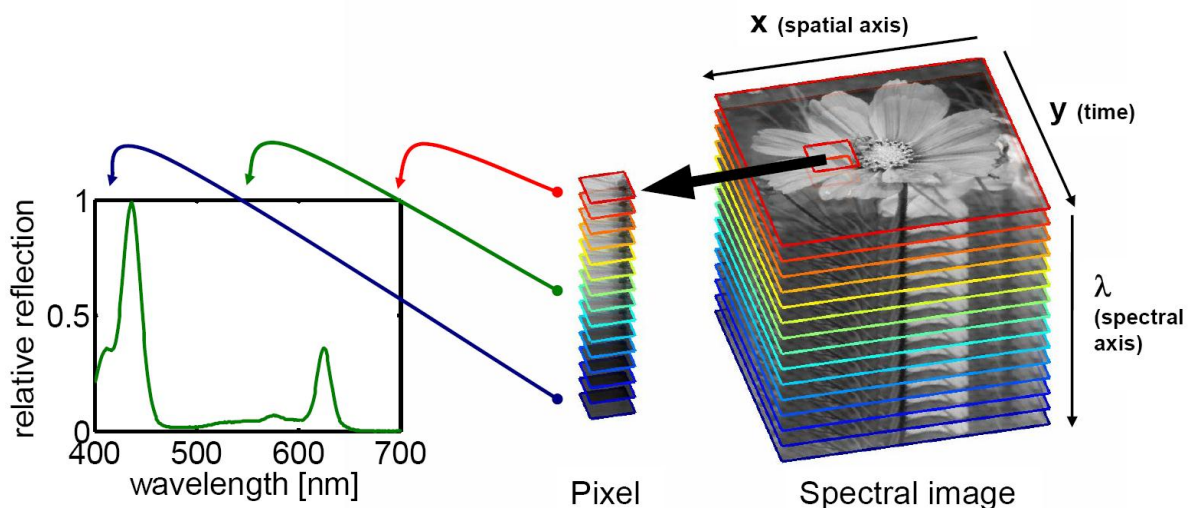 x (spatial axis)
y (time)
λ
(spectral
axis)
relative reflection
1
0.5
0
400 500 600 700
wavelength [nm]
Pixel
Spectral image